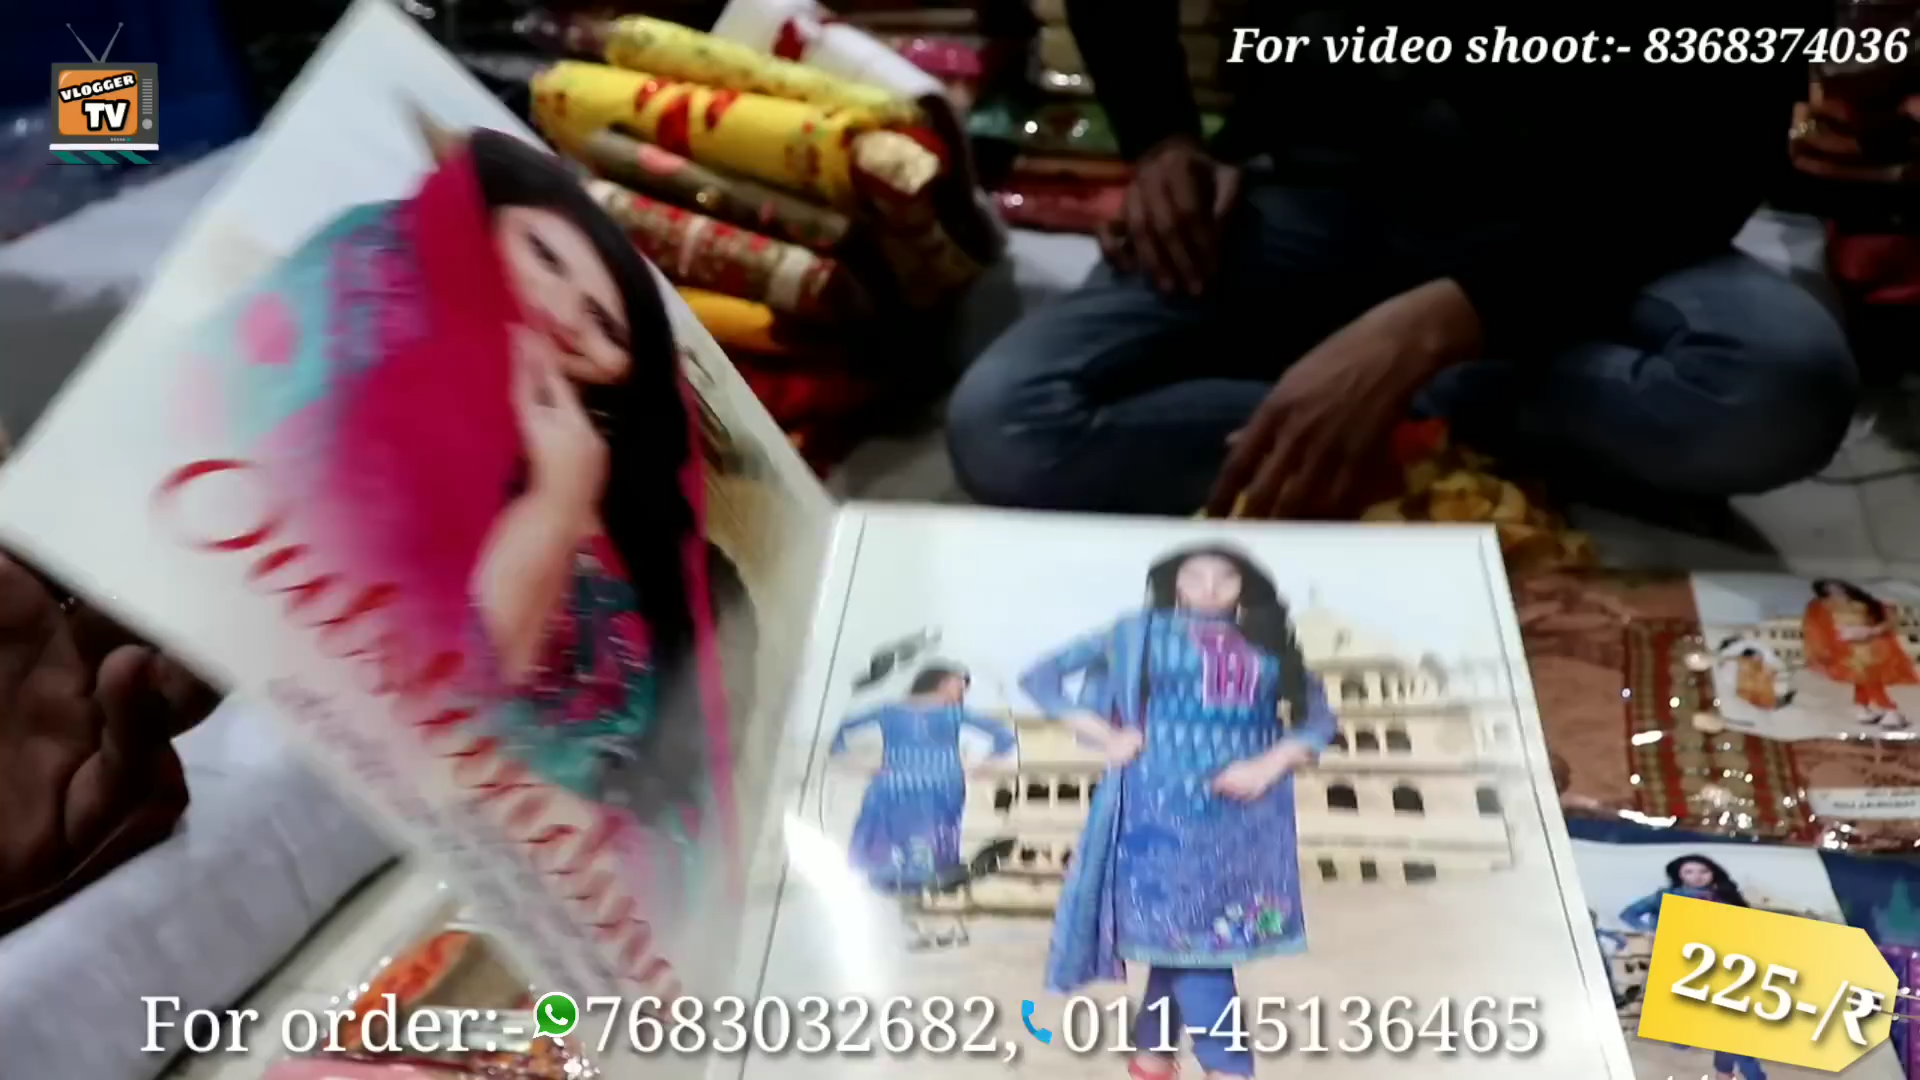 For video shoot:- 8368374036
VLOGGER
TV
225-/₹
For order:- 7683032682, 011-45136465